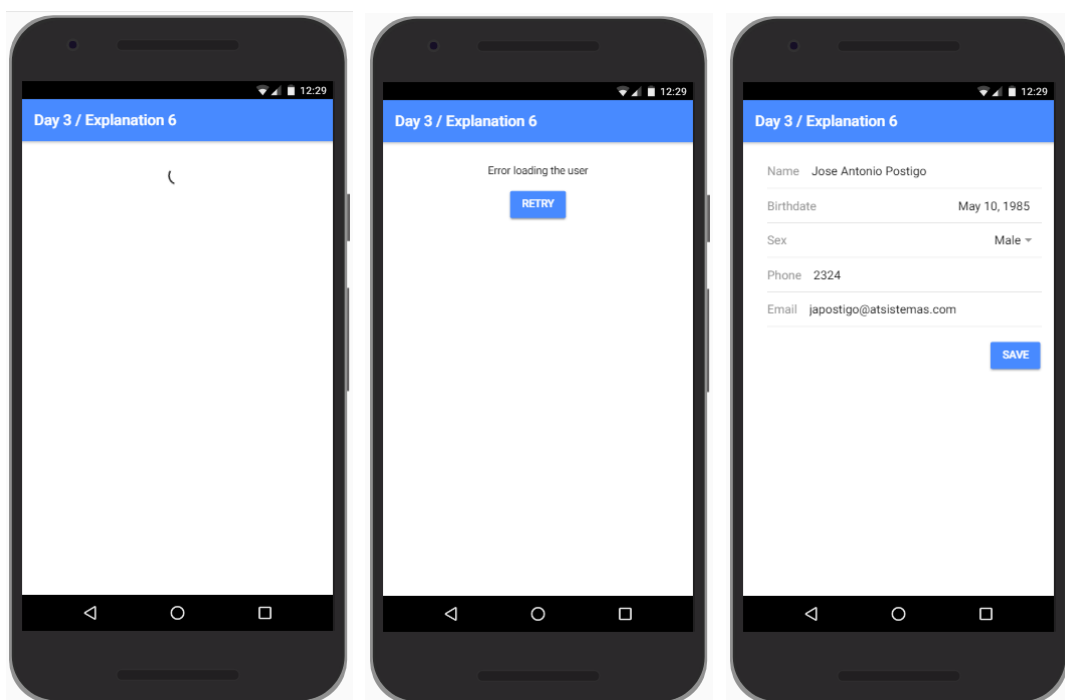 12:29
Day 3 / Explanation 6
12:29
Day 3 / Explanation 6
Error loading the user
RETRY
12:29
Day 3 / Explanation 6
Name Jose Antonio Postigo
Birthdate May 10, 1985
Sex Male
Phone 2324
Email japostigo@atsistemas.com
SAVE